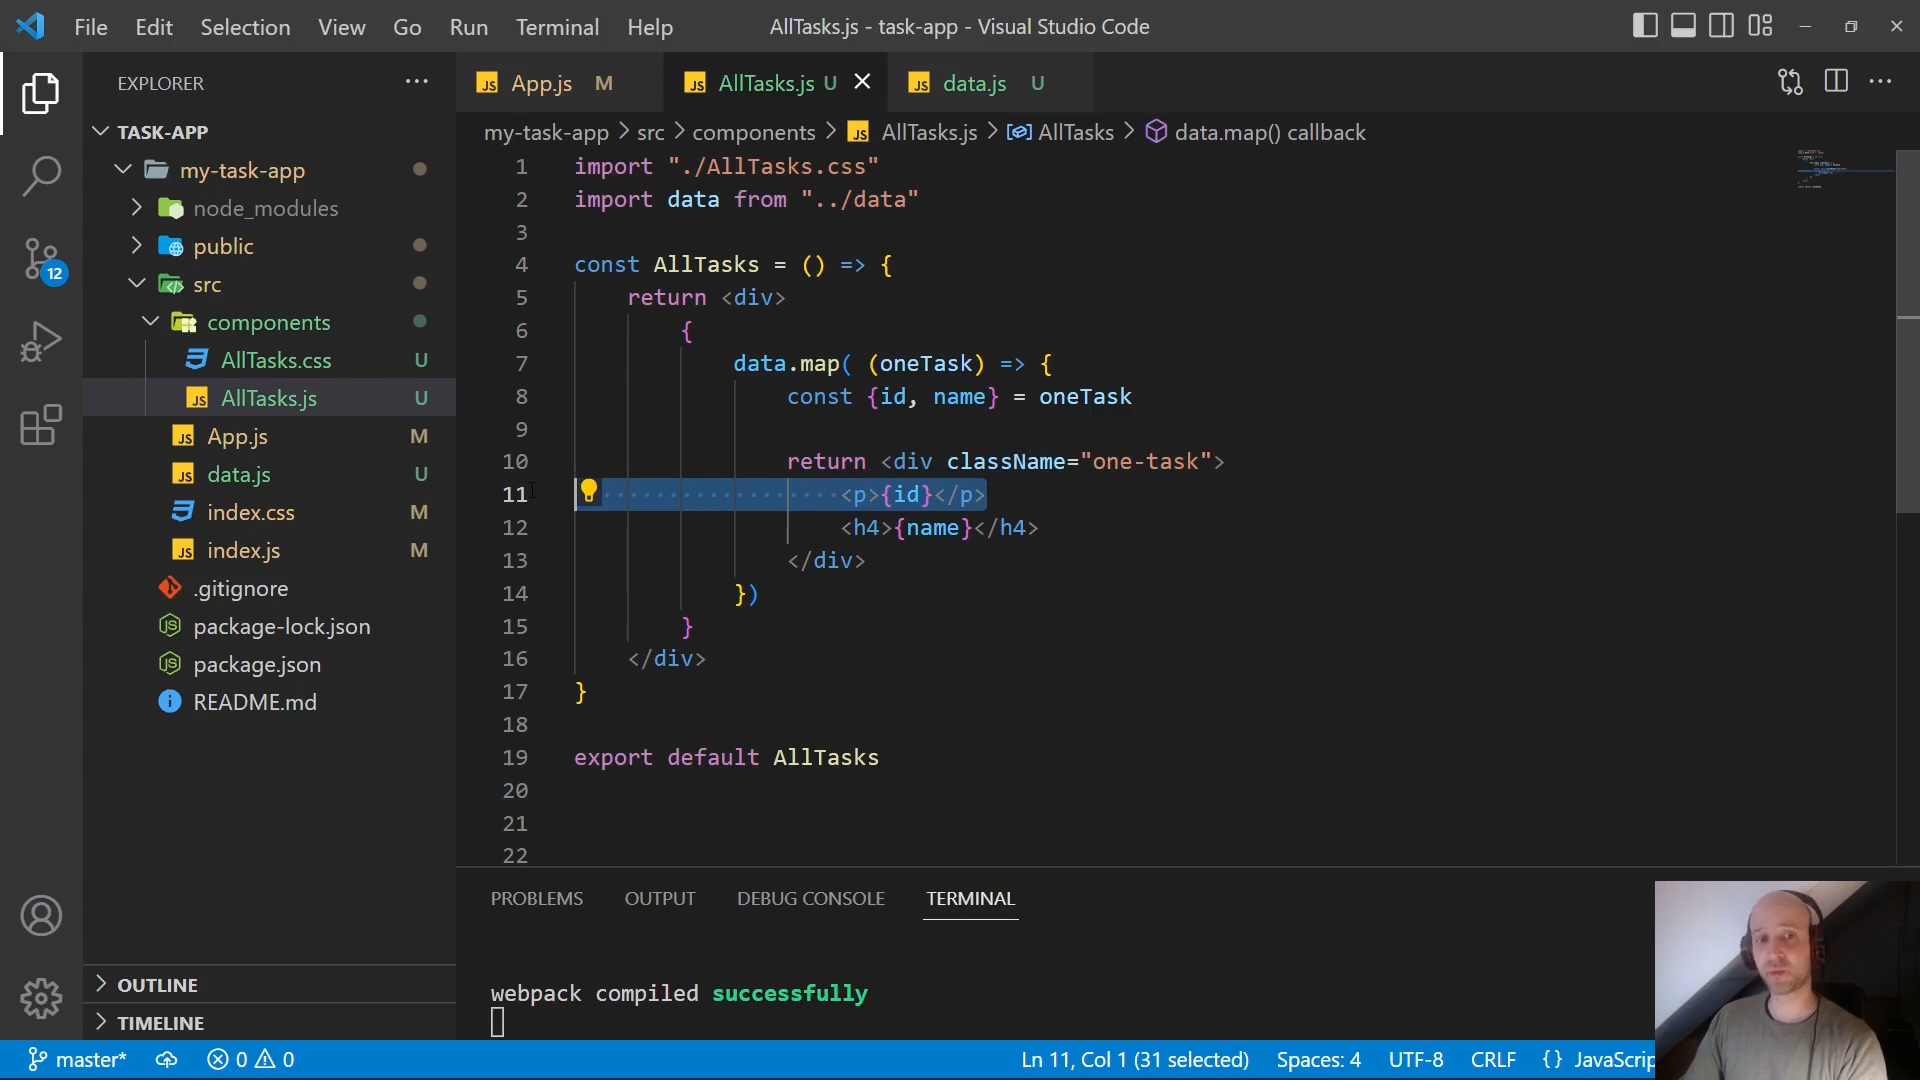 File Edit Selection View Go Run Terminal Help
AllTasks.js - task-app - Visual Studio Code
EXPLORER
TASK-APP
my-task-app
node_modules
public
src
components
AllTasks.css U
AllTasks.js U
App.js M
data.js U
index.css M
index.js M
.gitignore
package-lock.json
package.json
README.md
OUTLINE
TIMELINE
12
JS App.js M
JS AllTasks.js U
JS data.js U
my-task-app > src > components > JS AllTasks.js > AllTasks > data.map() callback
1 import "./AllTasks.css"
2 import data from "../data"
3
4 const AllTasks = () => {
5 return <div>
6 {
7 data.map( (oneTask) => {
8 const {id, name} = oneTask
9
10 return <div className="one-task">
11 <p>{id}</p>
12 <h4>{name}</h4>
13 </div>
14 })
15 }
16 </div>
17 }
18
19 export default AllTasks
20
21
22
PROBLEMS OUTPUT DEBUG CONSOLE TERMINAL
webpack compiled successfully
master* 0 0 Ln 11, Col 1 (31 selected) Spaces: 4 UTF-8 CRLF {} JavaScrip